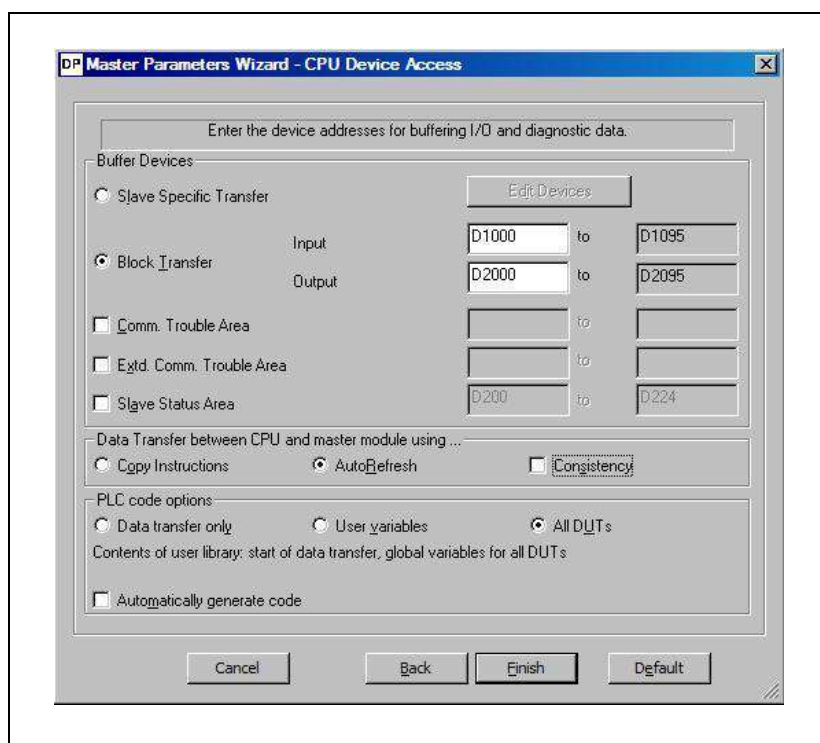 DP Master Parameters Wizard - CPU Device Access
Enter the device addresses for buffering I/O and diagnostic data.
Buffer Devices
Slave Specific Transfer Edit Devices
Input D1000 to D1095
Block Transfer
Output D2000 to D2095
Comm. Trouble Area to
Extd. Comm. Trouble Area to
Slave Status Area D200 to D224
Data Transfer between CPU and master module using ...
Copy Instructions AutoRefresh Consistency
PLC code options
Data transfer only User variables All DUTs
Contents of user library: start of data transfer, global variables for all DUTs
Automatically generate code
Cancel Back Finish Default